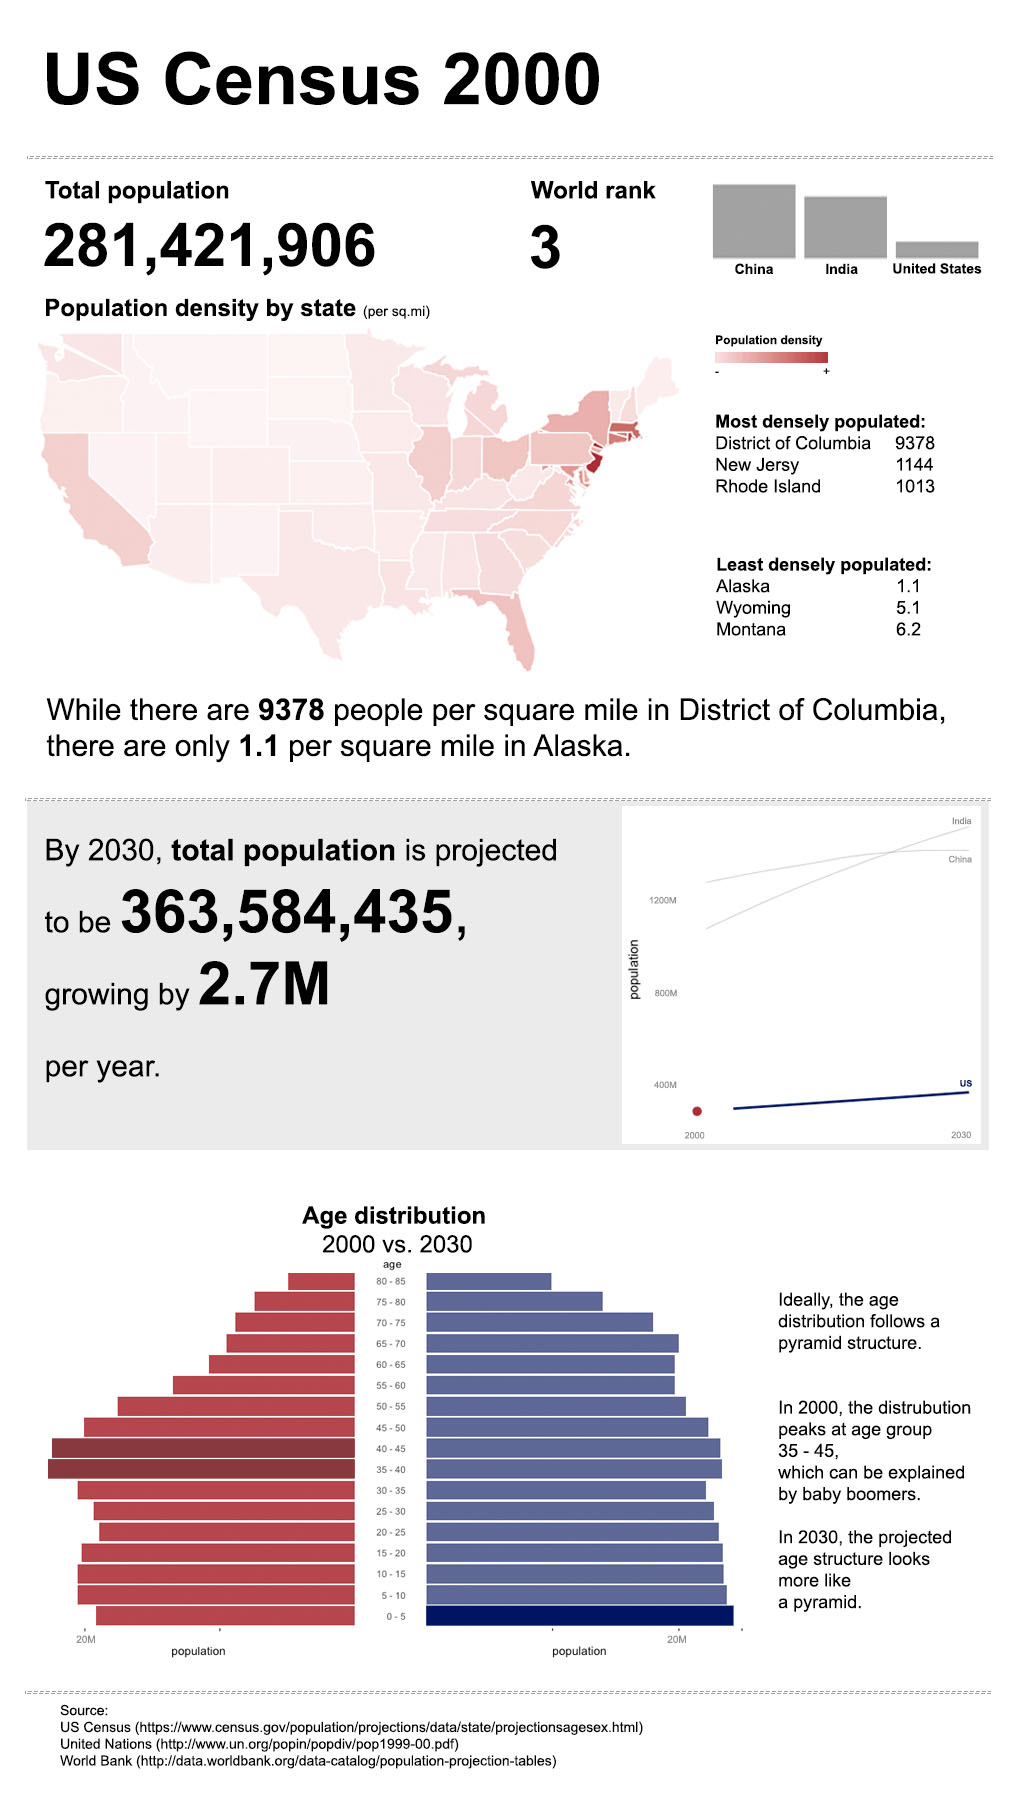 US Census 2000
Total population
281,421,906
World rank
3
China
India
United States
Population density by state (per sq.mi)
Population density
-
+
Most densely populated:
District of Columbia 9378
New Jersy 1144
Rhode Island 1013
Least densely populated:
Alaska 1.1
Wyoming 5.1
Montana 6.2
While there are 9378 people per square mile in District of Columbia,
there are only 1.1 per square mile in Alaska.
By 2030, total population is projected
to be 363,584,435,
growing by 2.7M
per year.
India
China
1200M
population
800M
400M
US
2000
2030
Age distribution
2000 vs. 2030
age
80 - 85
75 - 80
70 - 75
65 - 70
60 - 65
55 - 60
50 - 55
45 - 50
40 - 45
35 - 40
30 - 35
25 - 30
20 - 25
15 - 20
10 - 15
5 - 10
0 - 5
20M
population
population
20M
Ideally, the age
distribution follows a
pyramid structure.
In 2000, the distrubution
peaks at age group
35 - 45,
which can be explained
by baby boomers.
In 2030, the projected
age structure looks
more like
a pyramid.
Source:
US Census (https://www.census.gov/population/projections/data/state/projectionsagesex.html)
United Nations (http://www.un.org/popin/popdiv/pop1999-00.pdf)
World Bank (http://data.worldbank.org/data-catalog/population-projection-tables)